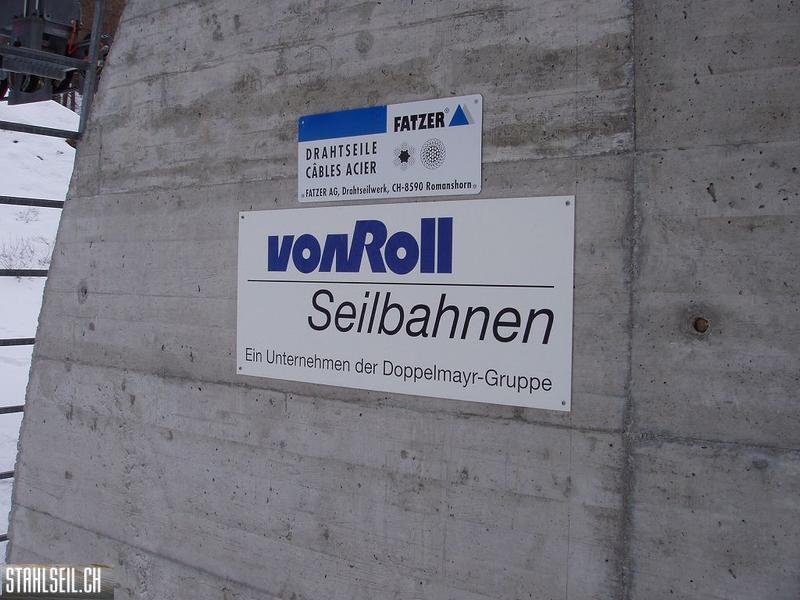 FATZER®
DRAHTSEILE
CÂBLES ACIER
FATZER AG, Drahtseilwerk, CH-8590 Romanshorn
vonRoll
Seilbahnen
Ein Unternehmen der Doppelmayr-Gruppe
STAHLSEIL.CH